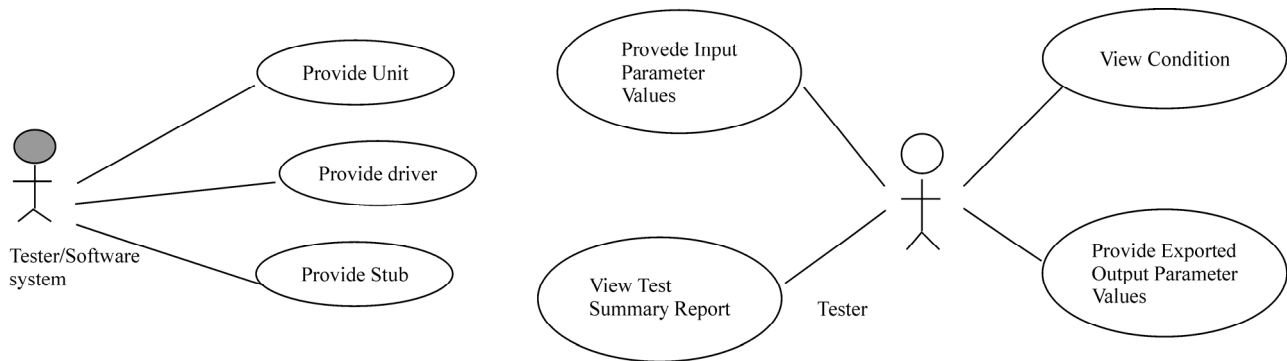 Provide Unit
Provide driver
Provide Stub
Tester/Software
system
Provede Input
Parameter
Values
View Condition
View Test
Summary Report
Tester
Provide Exported
Output Parameter
Values